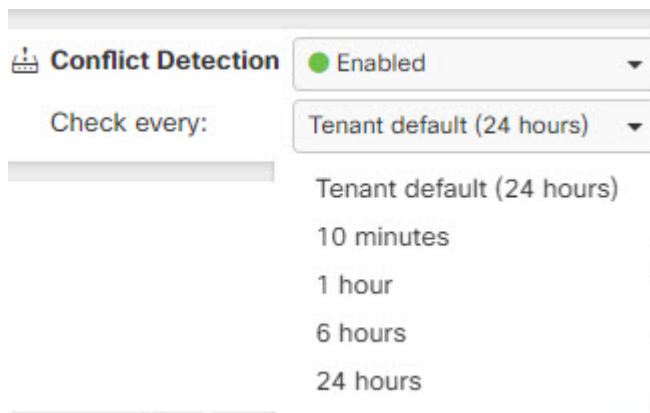 Conflict Detection Enabled
Check every: Tenant default (24 hours)
Tenant default (24 hours)
10 minutes
1 hour
6 hours
24 hours